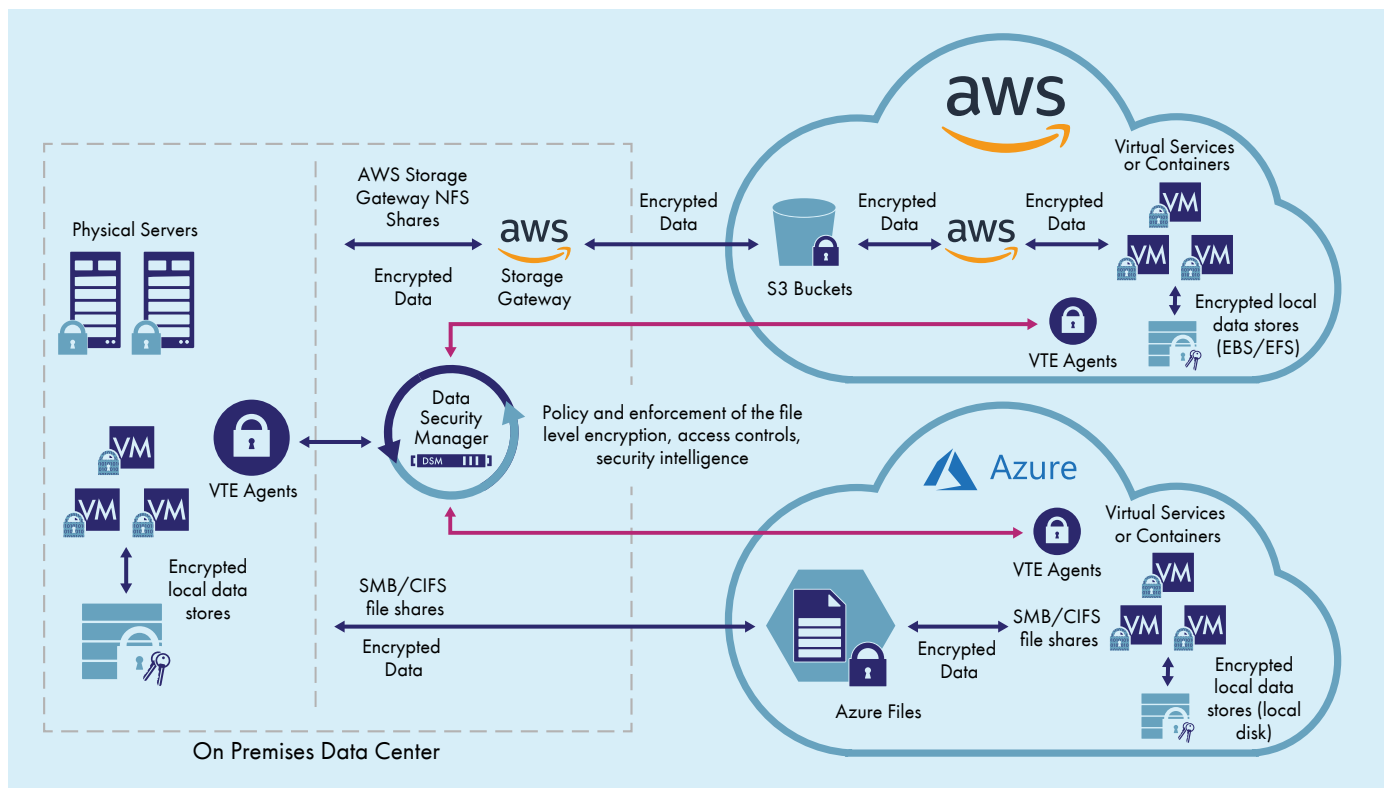 aws
Virtual Services
or Containers
VM
VM
VM
AWS Storage
Gateway NFS
Shares
Encrypted
Data
aws
Storage
Gateway
Encrypted
Data
S3 Buckets
Encrypted
Data
aws
Encrypted
Data
Encrypted local
data stores
(EBS/EFS)
VTE Agents
Physical Servers
VM
VM
VM
VTE Agents
Encrypted
local data
stores
Data
Security
Manager
DSM
Policy and enforcement of the file
level encryption, access controls,
security intelligence
Azure
VTE Agents
Virtual Services
or Containers
VM
VM
VM
SMB/CIFS
file shares
Encrypted
Data
Azure Files
Encrypted
Data
SMB/CIFS
file shares
Encrypted
local data
stores (local
disk)
On Premises Data Center